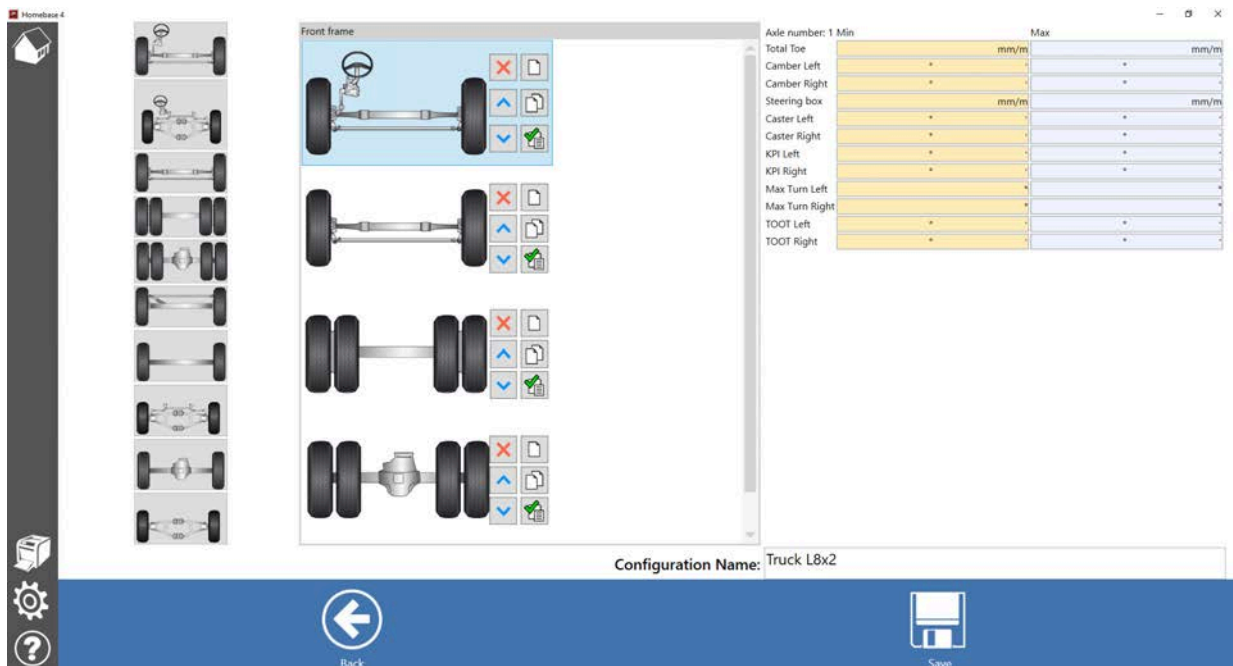 Homebase 4
Front frame
Axle number: 1 Min Max
Total Toe mm/m mm/m
Camber Left ° ' ° '
Camber Right ° ' ° '
Steering box mm/m mm/m
Caster Left ° ' ° '
Caster Right ° ' ° '
KPI Left ° ' ° '
KPI Right ° ' ° '
Max Turn Left ° °
Max Turn Right ° °
TOOT Left ° ' ° '
TOOT Right ° ' ° '
Configuration Name: Truck L8x2
Back
Save